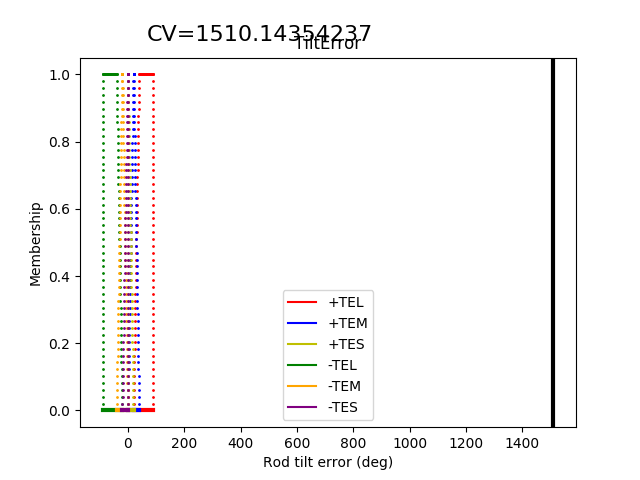 CV=1510.14354237
TiltError
1.0
0.8
0.6
0.4
0.2
0.0
Membership
+TEL
+TEM
+TES
-TEL
-TEM
-TES
0 200 400 600 800 1000 1200 1400
Rod tilt error (deg)